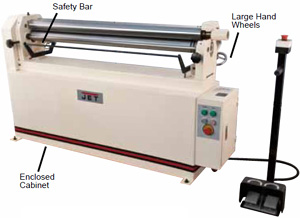 Safety Bar
Large Hand
Wheels
JET
Enclosed
Cabinet